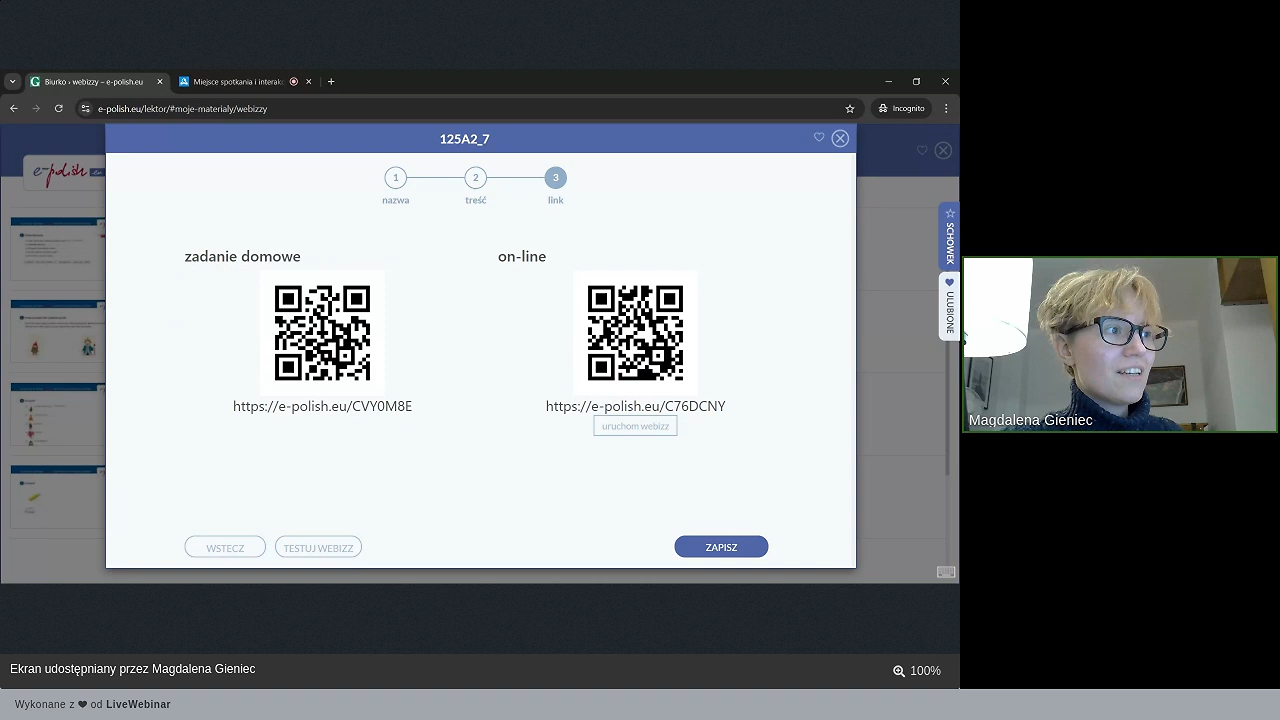 Biurko › webizzy – e-polish.eu
Miejsce spotkania i interak
e-polish.eu/lektor/#moje-materialy/webizzy
Incognito
125A2_7
e-polish
1
2
3
nazwa
treść
link
SCHOWEK
ULUBIONE
zadanie domowe
on-line
https://e-polish.eu/CVY0M8E
https://e-polish.eu/C76DCNY
uruchom webizz
WSTECZ
TESTUJ WEBIZZ
ZAPISZ
Magdalena Gieniec
Ekran udostępniany przez Magdalena Gieniec
100%
Wykonane z ❤ od LiveWebinar